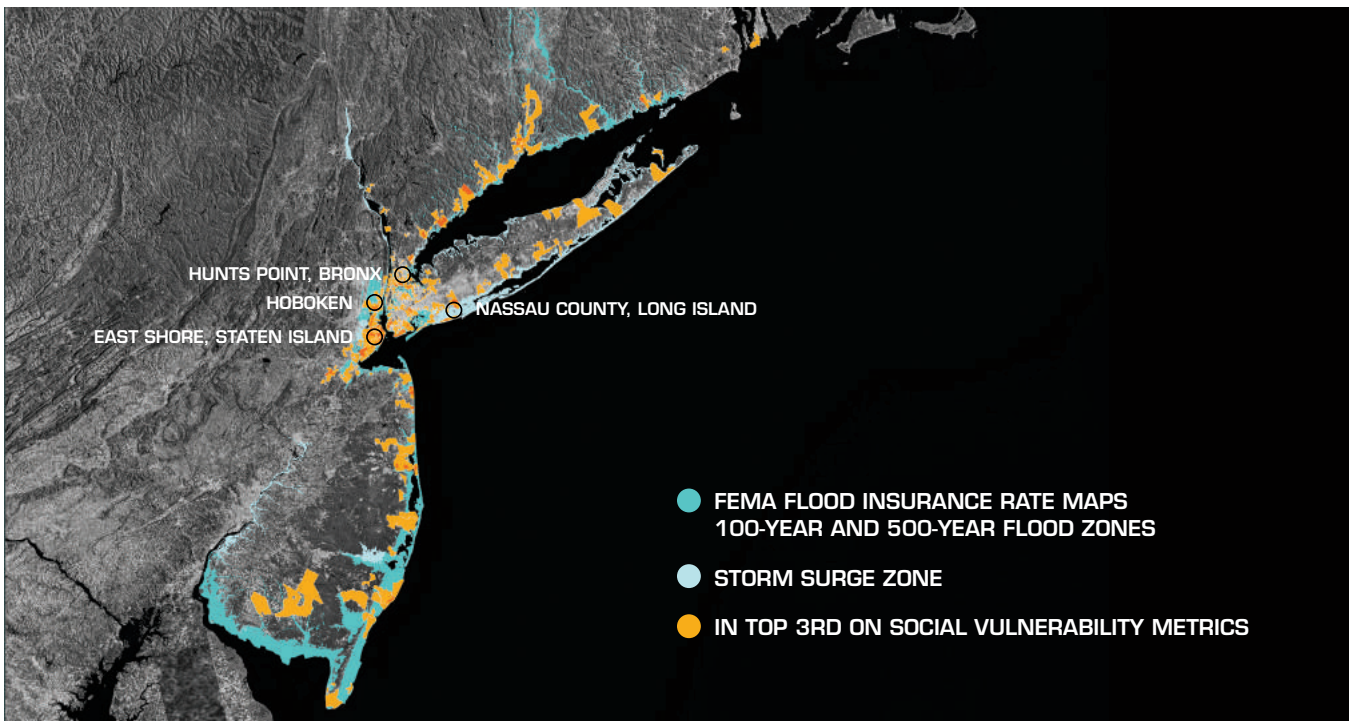 HUNTS POINT, BRONX
HOBOKEN
NASSAU COUNTY, LONG ISLAND
EAST SHORE, STATEN ISLAND
FEMA FLOOD INSURANCE RATE MAPS
100-YEAR AND 500-YEAR FLOOD ZONES
STORM SURGE ZONE
IN TOP 3RD ON SOCIAL VULNERABILITY METRICS